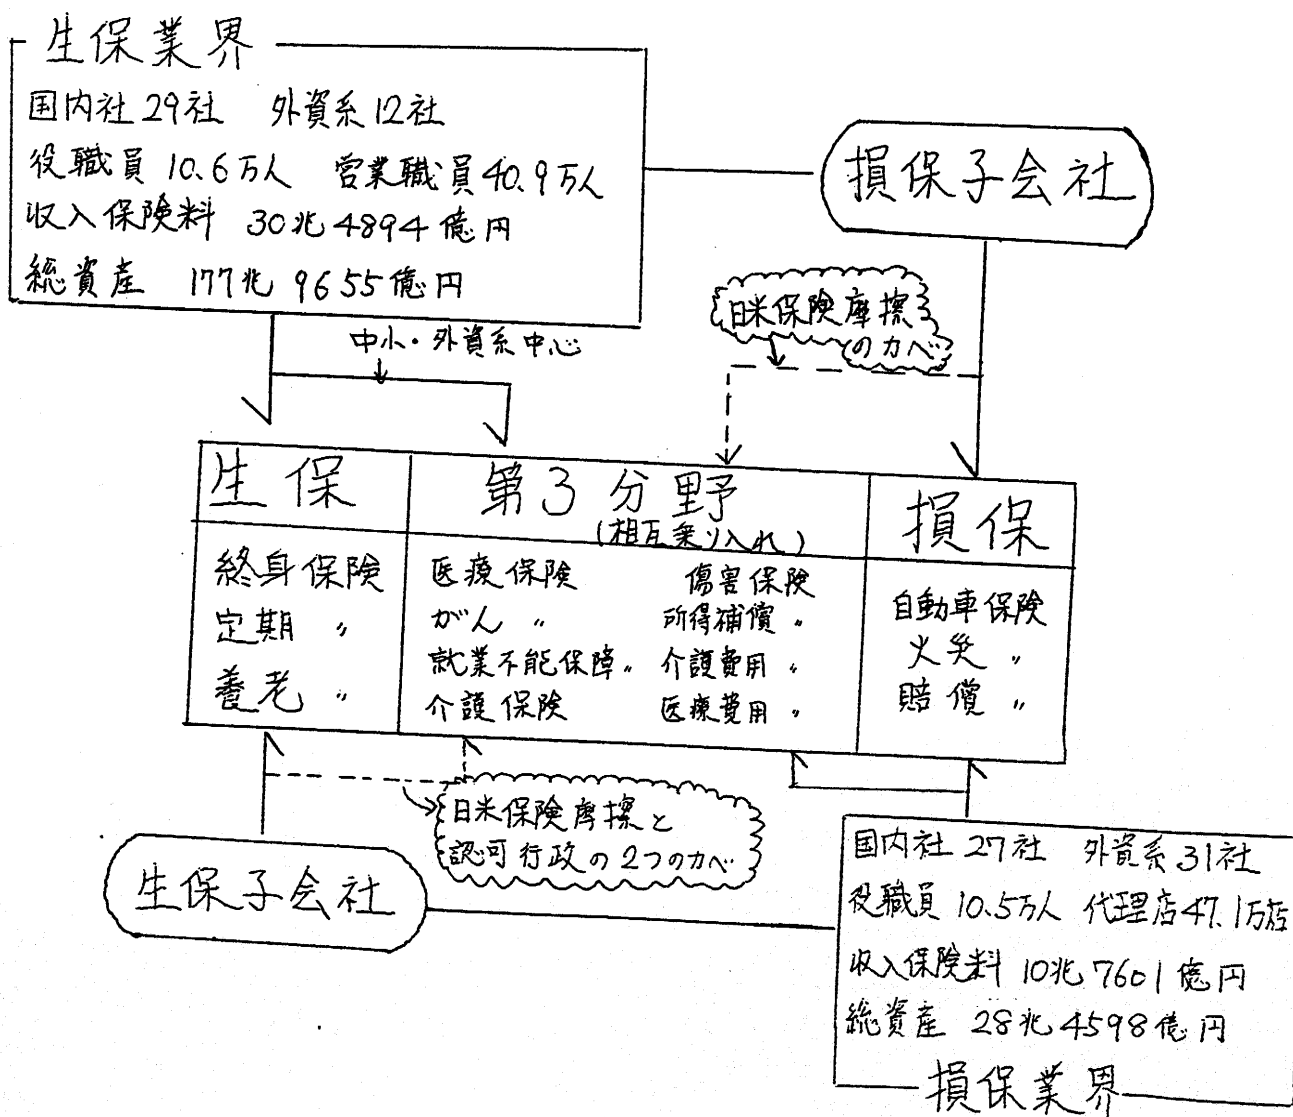 生保業界
国内社29社 外資系12社
役職員 10.6万人 営業職員40.9万人
収入保険料 30兆4894億円
総資産 177兆9655億円
損保子会社
日米保険摩擦
のカベ
中小・外資系中心
生保
第3分野
(相互乗り入れ)
損保
終身保険
定期 〃
養老 〃
医療保険 傷害保険
がん 〃 所得補償 〃
就業不能保障〃 介護費用 〃
介護保険 医療費用 〃
自動車保険
火災 〃
賠償 〃
日米保険摩擦と
認可行政の2つのカベ
生保子会社
国内社 27社 外資系31社
役職員 10.5万人 代理店47.1万店
収入保険料 10兆7601億円
総資産 28兆4598億円
損保業界